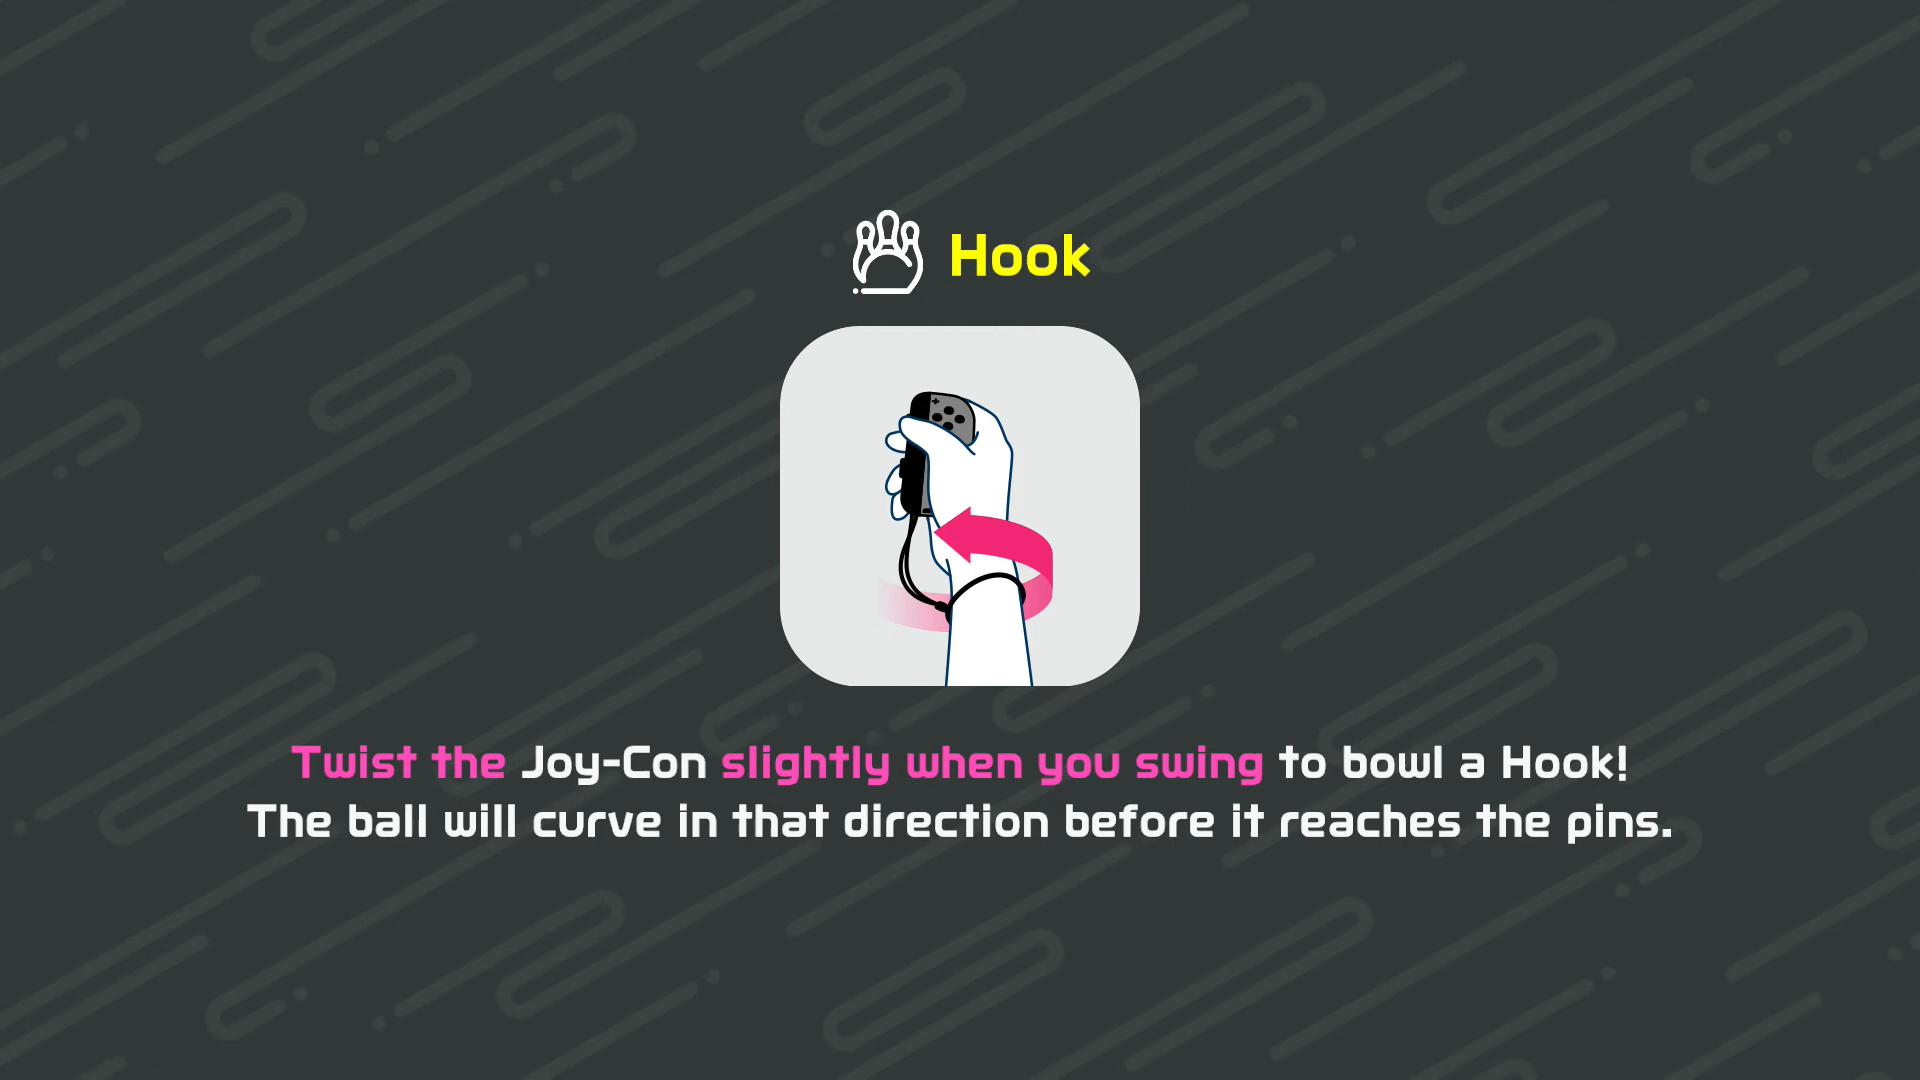 Hook
Twist the Joy-Con slightly when you swing to bowl a Hook!
The ball will curve in that direction before it reaches the pins.